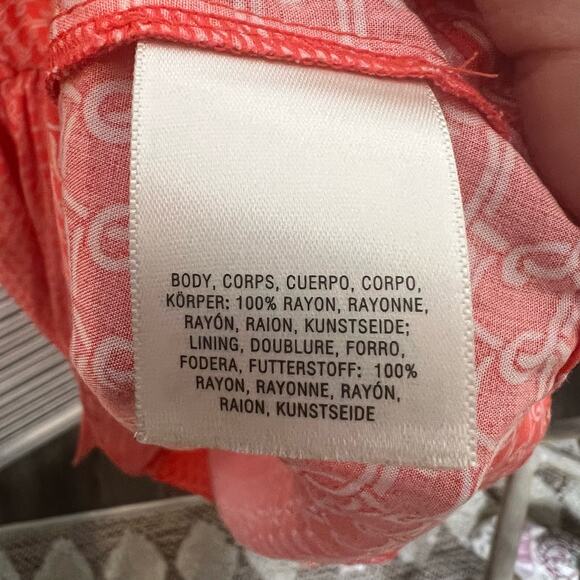 BODY, CORPS, CUERPO, CORPO,
KÖRPER: 100% RAYON, RAYONNE,
RAYÓN, RAION, KUNSTSEIDE;
LINING, DOUBLURE, FORRO,
FODERA, FUTTERSTOFF: 100%
RAYON, RAYONNE, RAYÓN,
RAION, KUNSTSEIDE